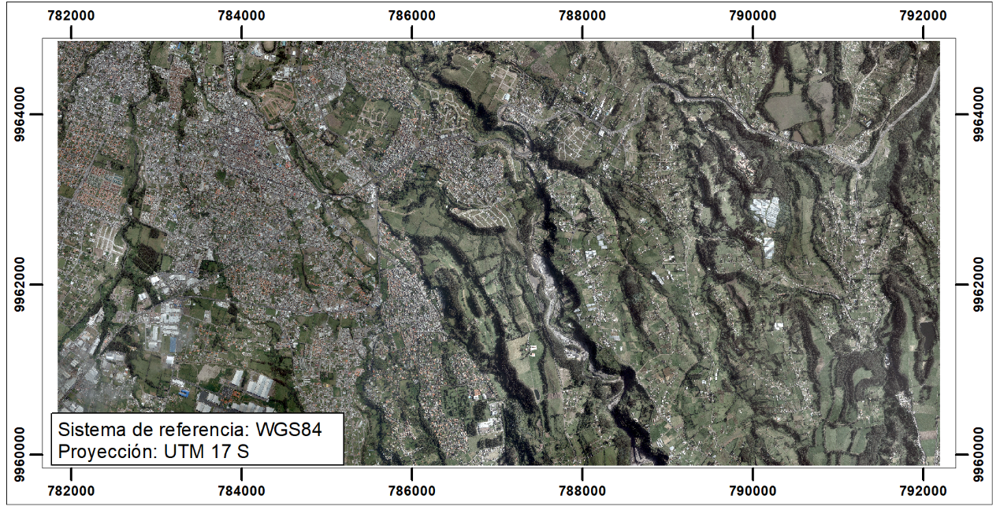 782000 784000 786000 788000 790000 792000
9964000 9964000
9962000 9962000
9960000 9960000
Sistema de referencia: WGS84
Proyección: UTM 17 S
782000 784000 786000 788000 790000 792000